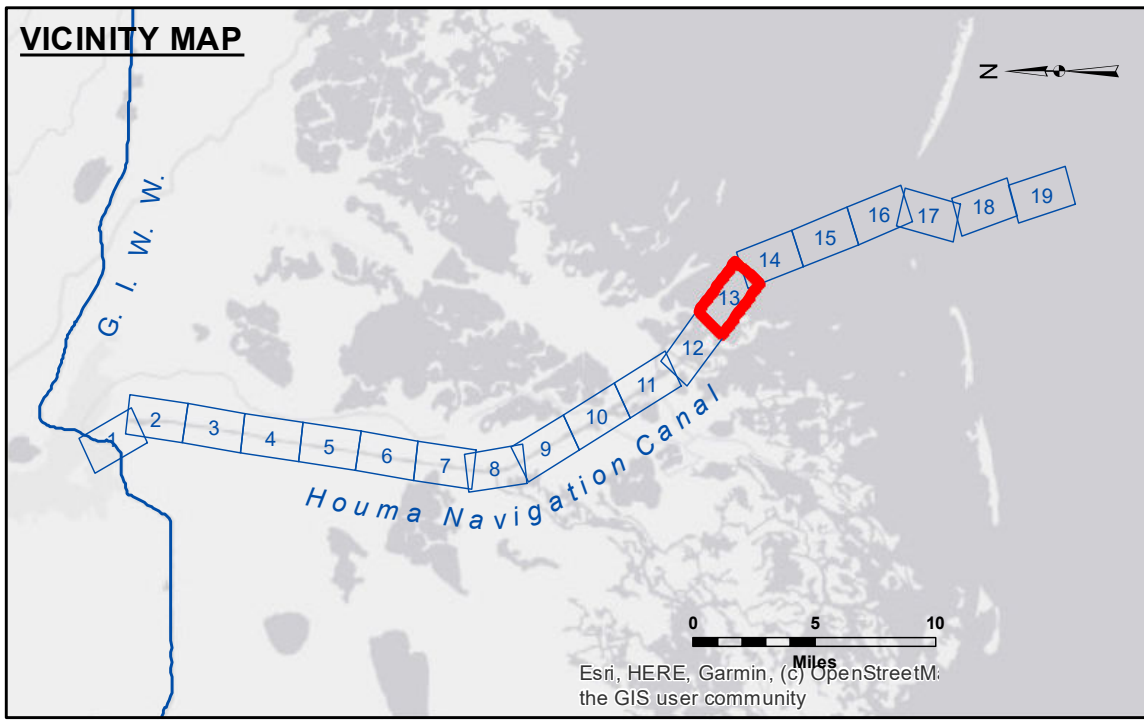 VICINITY MAP
N
G. I. W. W.
1
2
3
4
5
6
7
8
9
10
11
12
13
14
15
16
17
18
19
Houma Navigation Canal
0 5 10
Miles
Esri, HERE, Garmin, (c) OpenStreetM
the GIS user community